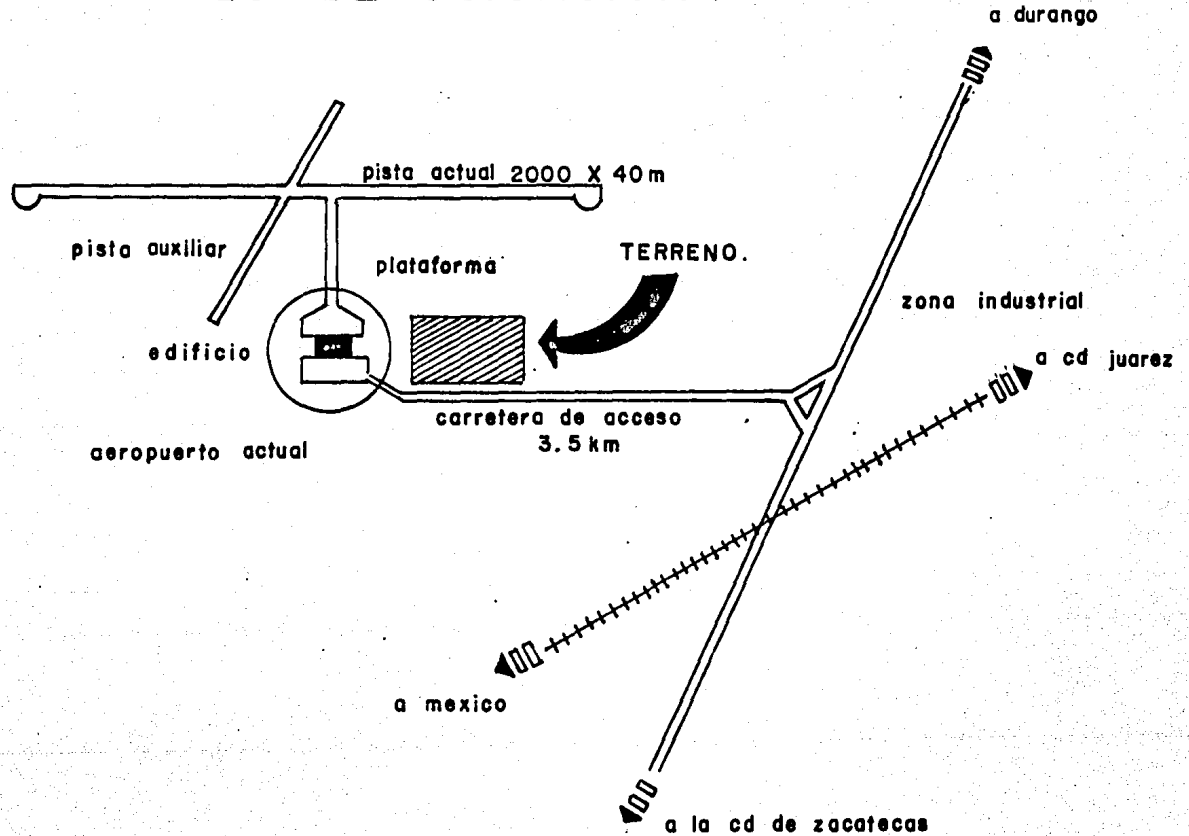 a durango
pista actual 2000 X 40 m
pista auxiliar
plataforma
TERRENO.
zona industrial
edificio
a cd juarez
carretera de acceso
3.5 km
aeropuerto actual
a mexico
a la cd de zacatecas